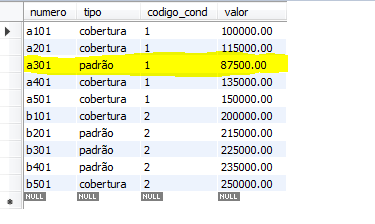 numero tipo codigo_cond valor
a101 cobertura 1 100000.00
a201 cobertura 1 115000.00
a301 padrão 1 87500.00
a401 cobertura 1 135000.00
a501 cobertura 1 150000.00
b101 cobertura 2 200000.00
b201 padrão 2 215000.00
b301 padrão 2 225000.00
b401 padrão 2 235000.00
b501 cobertura 2 250000.00
NULL NULL NULL NULL